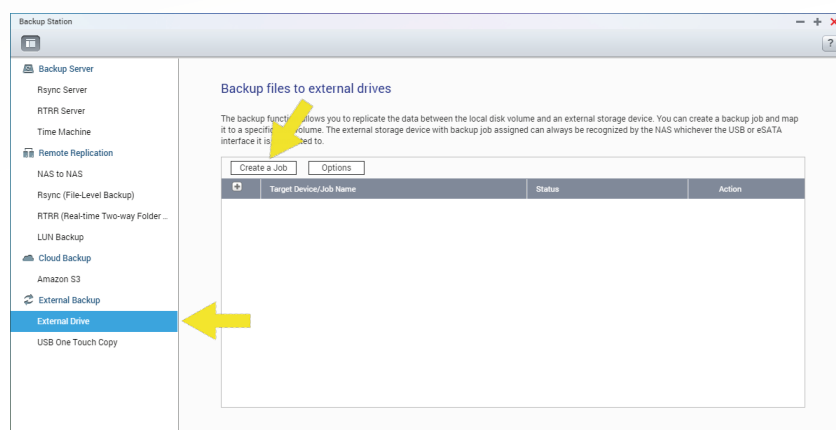 Backup Station
?
Backup Server
Rsync Server
RTRR Server
Time Machine
Remote Replication
NAS to NAS
Rsync (File-Level Backup)
RTRR (Real-time Two-way Folder ...
LUN Backup
Cloud Backup
Amazon S3
External Backup
External Drive
USB One Touch Copy
Backup files to external drives
The backup function allows you to replicate the data between the local disk volume and an external storage device. You can create a backup job and map
it to a specific volume. The external storage device with backup job assigned can always be recognized by the NAS whichever the USB or eSATA
interface it is to.
Create a Job Options
Target Device/Job Name Status Action